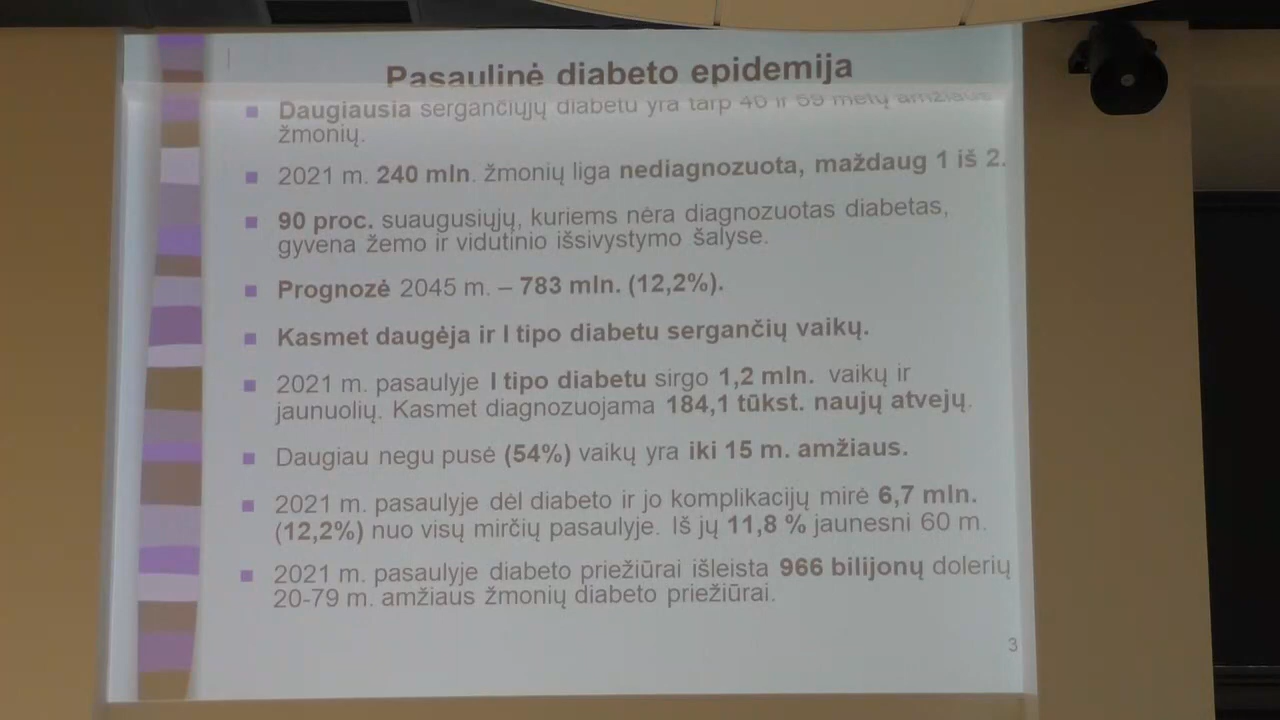 Pasaulinė diabeto epidemija
Daugiausia sergančiųjų diabetu yra tarp 40 ir 59 metų amžiaus
žmonių.
2021 m. 240 mln. žmonių liga nediagnozuota, maždaug 1 iš 2.
90 proc. suaugusiųjų, kuriems nėra diagnozuotas diabetas,
gyvena žemo ir vidutinio išsivystymo šalyse.
Prognozė 2045 m. – 783 mln. (12,2%).
Kasmet daugėja ir I tipo diabetu sergančių vaikų.
2021 m. pasaulyje I tipo diabetu sirgo 1,2 mln. vaikų ir
jaunuolių. Kasmet diagnozuojama 184,1 tūkst. naujų atvejų.
Daugiau negu pusė (54%) vaikų yra iki 15 m. amžiaus.
2021 m. pasaulyje dėl diabeto ir jo komplikacijų mirė 6,7 mln.
(12,2%) nuo visų mirčių pasaulyje. Iš jų 11,8 % jaunesni 60 m.
2021 m. pasaulyje diabeto priežiūrai išleista 966 bilijonų dolerių
20-79 m. amžiaus žmonių diabeto priežiūrai.
3